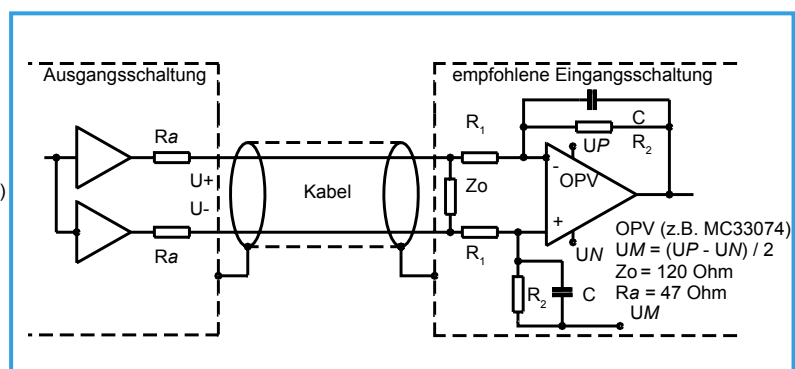 Ausgangsschaltung
empfohlene Eingangsschaltung
Ra
U+
U-
Ra
Kabel
Zo
R1
R1
C
UP
R2
-
OPV
+
UN
R2
C
OPV (z.B. MC33074)
UM = (UP - UN) / 2
Zo = 120 Ohm
Ra = 47 Ohm
UM
)